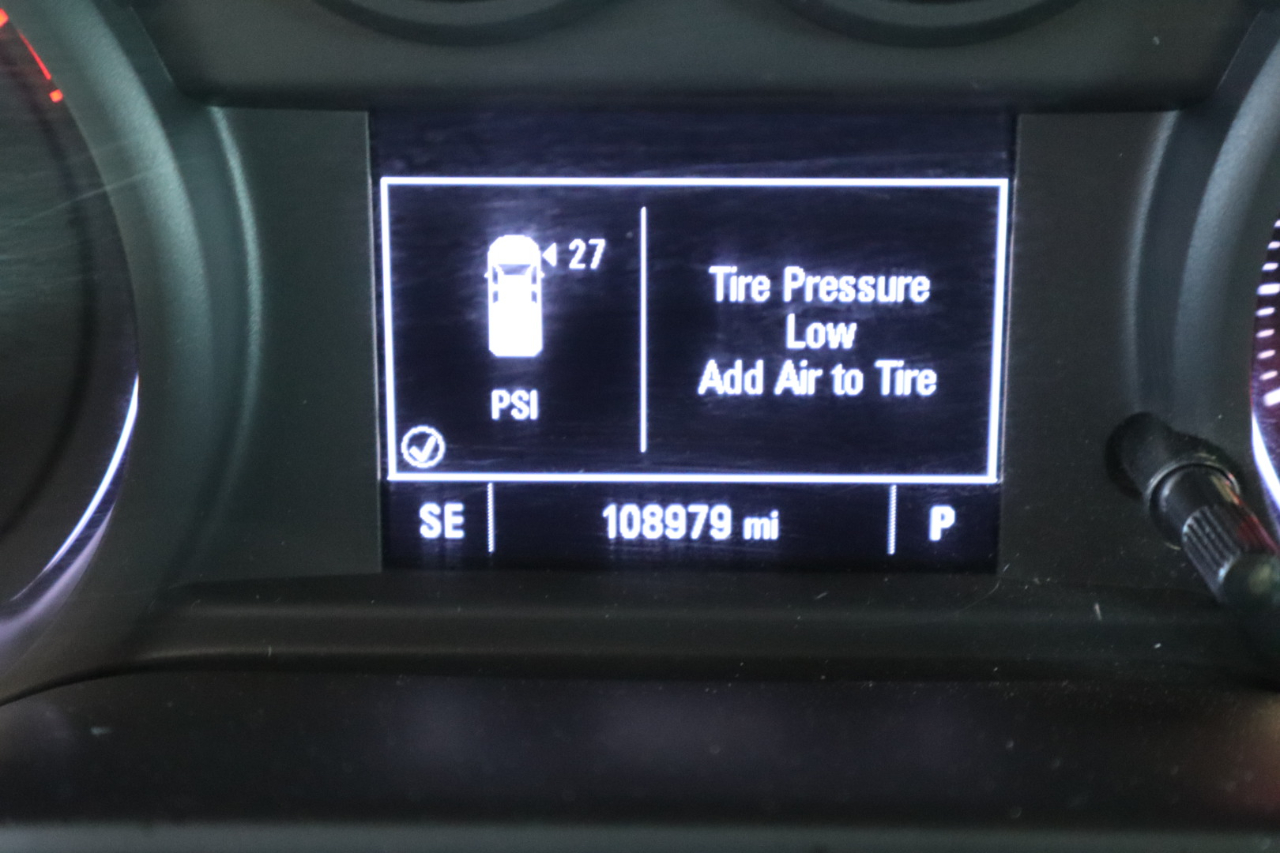 27
PSI
Tire Pressure
Low
Add Air to Tire
SE
108979 mi
P